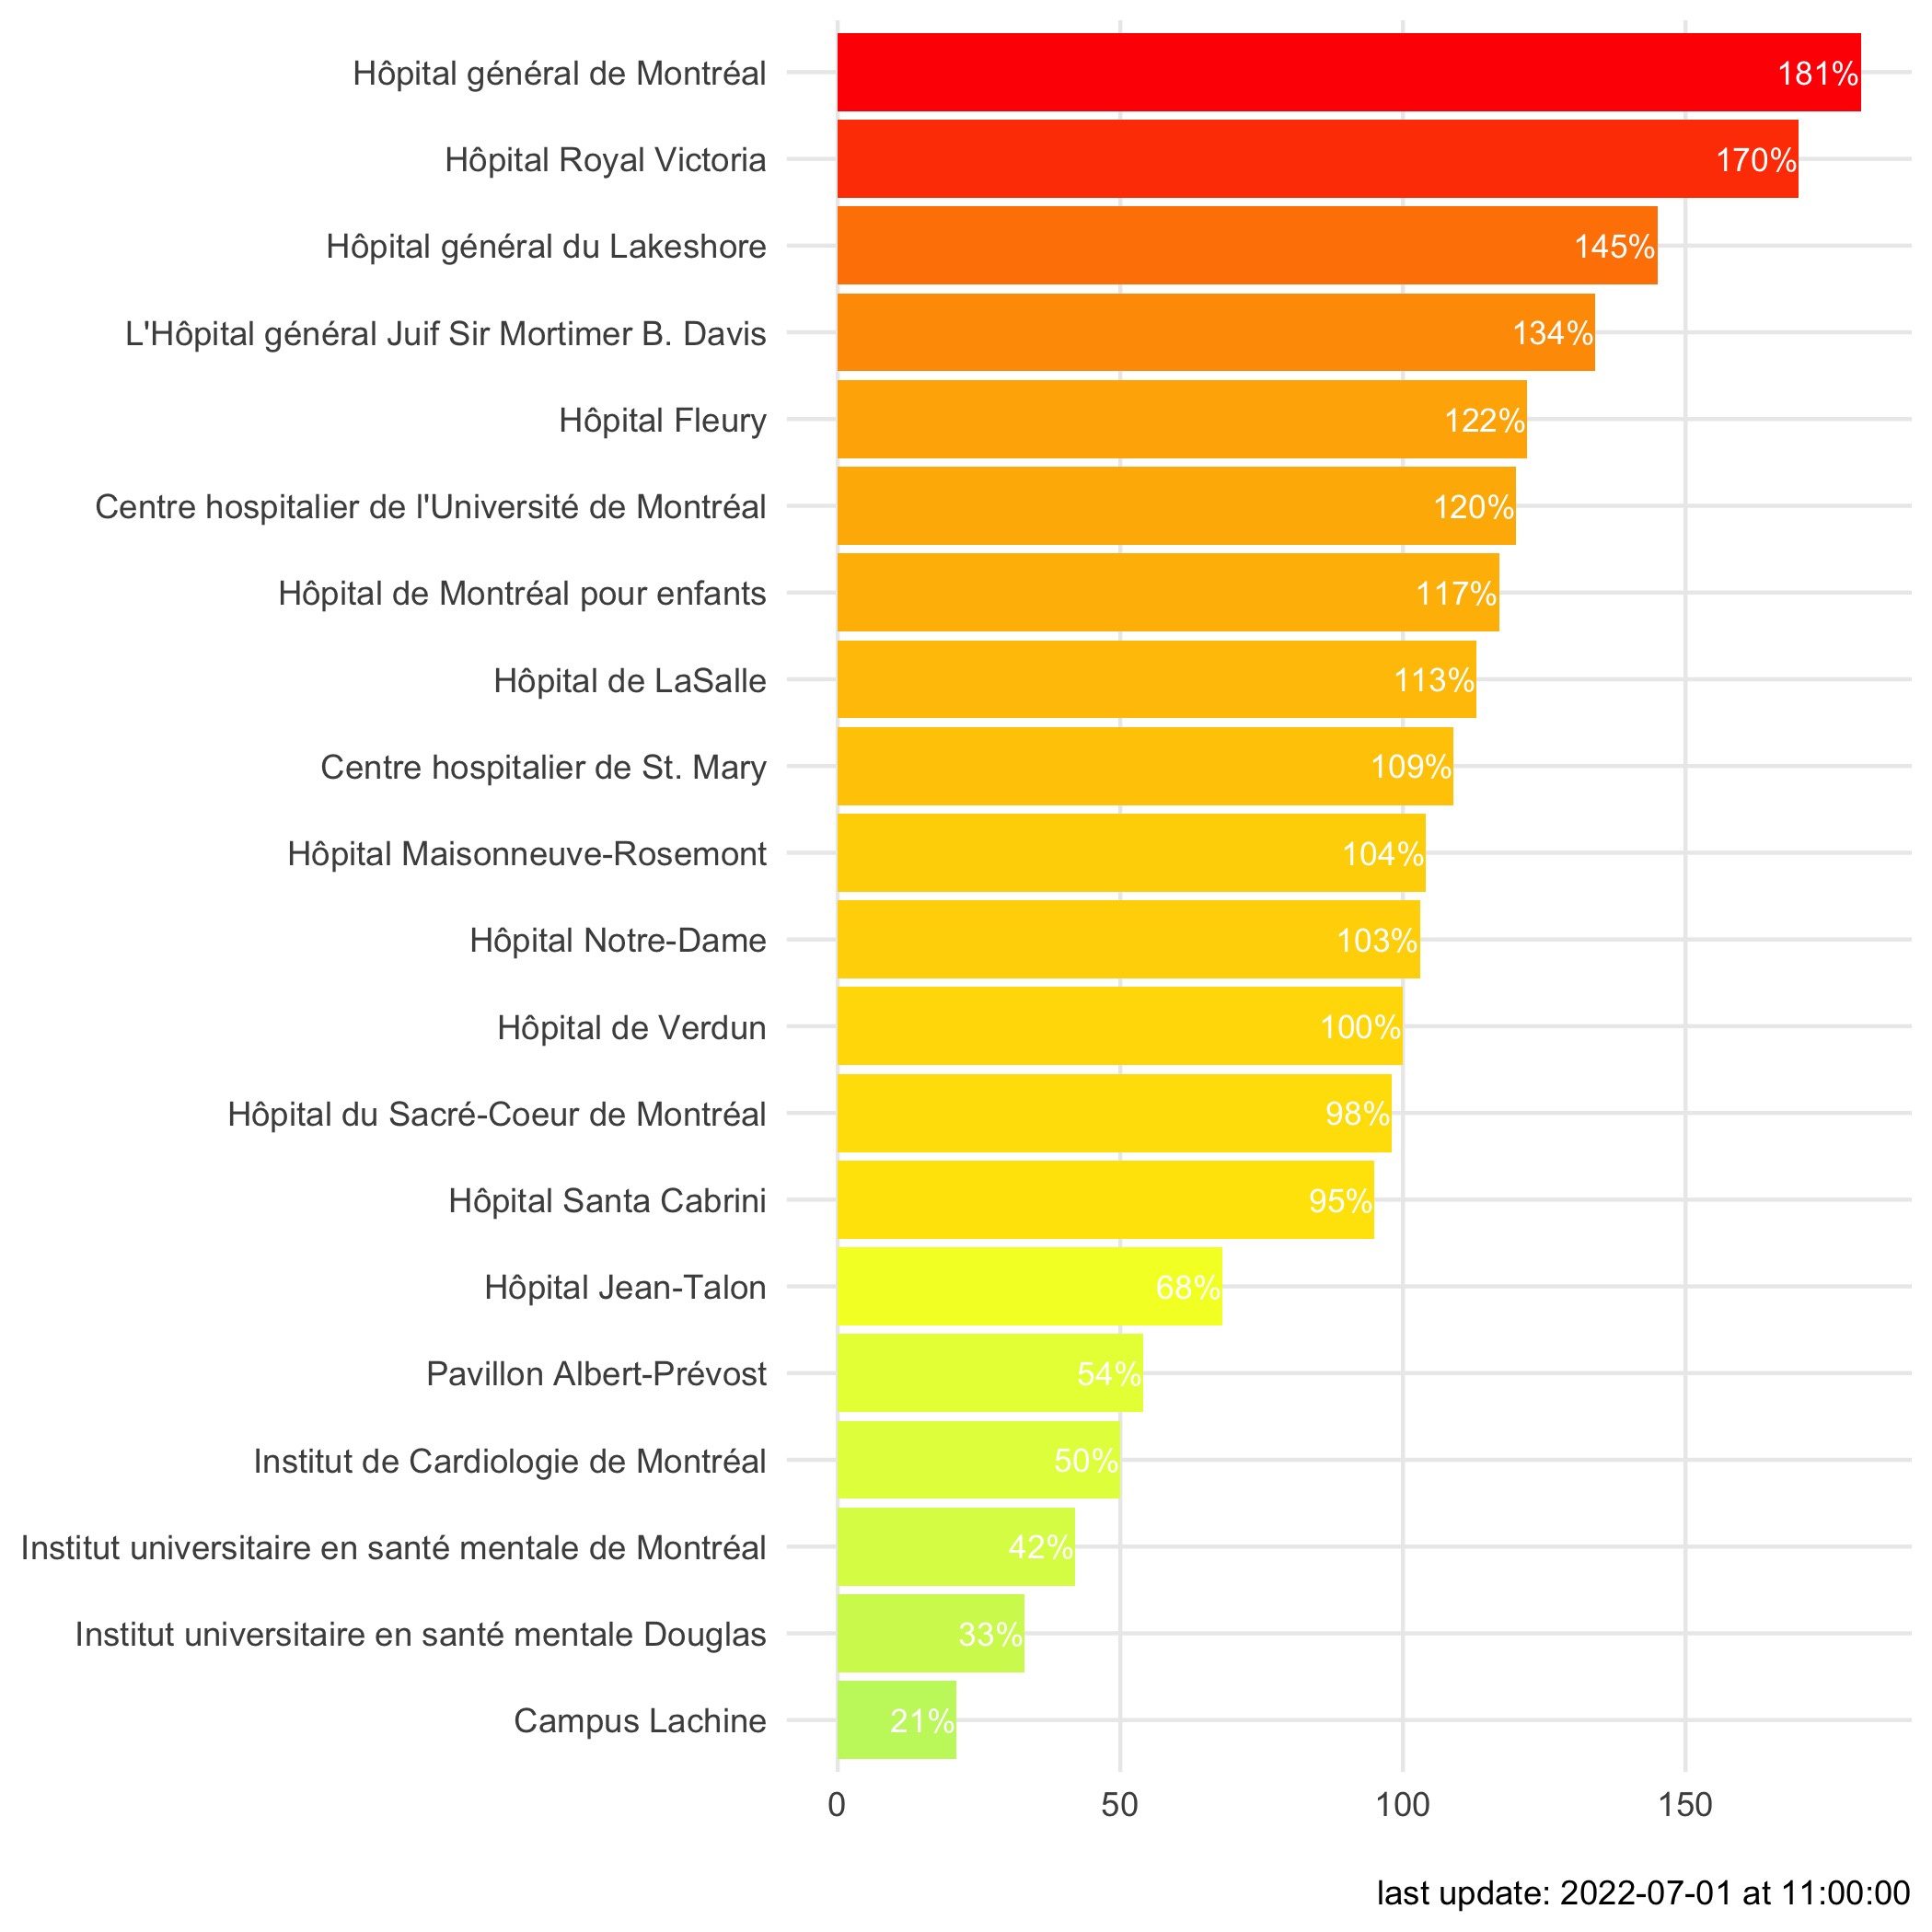 Hôpital général de Montréal 181%
Hôpital Royal Victoria 170%
Hôpital général du Lakeshore 145%
L'Hôpital général Juif Sir Mortimer B. Davis 134%
Hôpital Fleury 122%
Centre hospitalier de l'Université de Montréal 120%
Hôpital de Montréal pour enfants 117%
Hôpital de LaSalle 113%
Centre hospitalier de St. Mary 109%
Hôpital Maisonneuve-Rosemont 104%
Hôpital Notre-Dame 103%
Hôpital de Verdun 100%
Hôpital du Sacré-Coeur de Montréal 98%
Hôpital Santa Cabrini 95%
Hôpital Jean-Talon 68%
Pavillon Albert-Prévost 54%
Institut de Cardiologie de Montréal 50%
Institut universitaire en santé mentale de Montréal 42%
Institut universitaire en santé mentale Douglas 33%
Campus Lachine 21%
0 50 100 150
last update: 2022-07-01 at 11:00:00